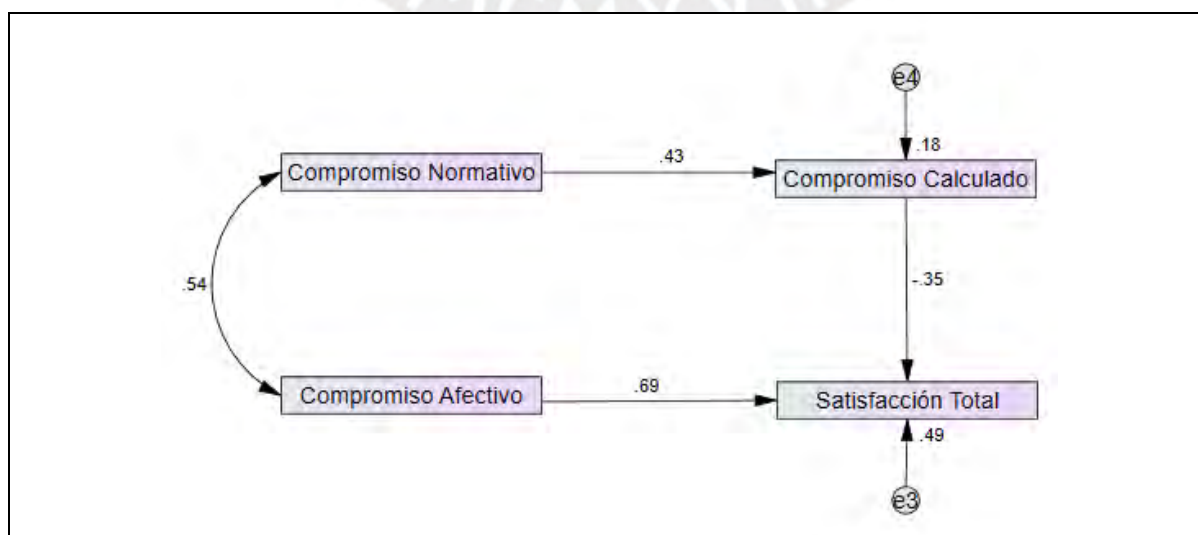 e4
.18
Compromiso Normativo
.43
Compromiso Calculado
.54
-.35
Compromiso Afectivo
.69
Satisfacción Total
.49
e3